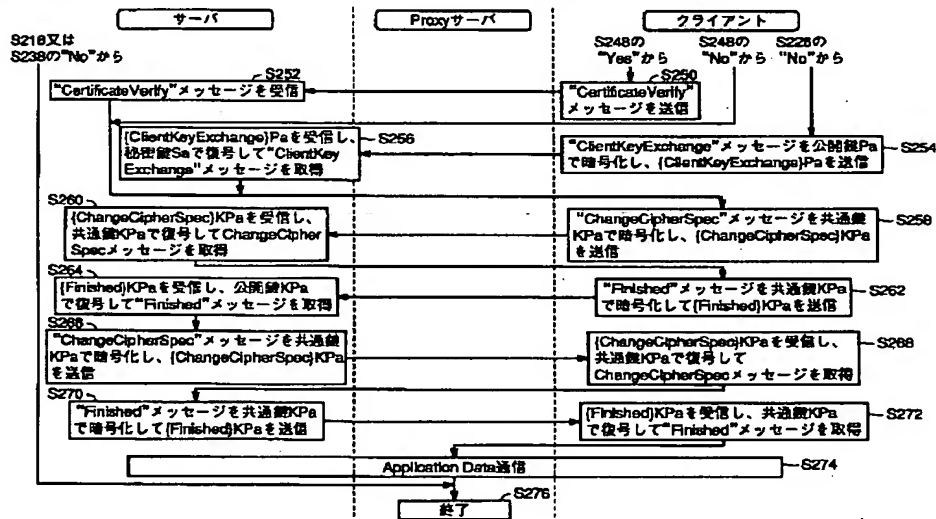 サーバ
Proxyサーバ
クライアント
S218又は
S238の"No"から
S248の
"Yes"から
S248の
"No"から
S226の
"No"から
S252
"CertificateVerify"メッセージを受信
S250
"CertificateVerify"
メッセージを送信
{ClientKeyExchange}Paを受信し、
秘密鍵Saで復号して"ClientKey
Exchange"メッセージを取得
S256
"ClientKeyExchange"メッセージを公開鍵Pa
で暗号化し、{ClientKeyExchange}Paを送信
S254
S260
{ChangeCipherSpec}KPaを受信し、
共通鍵KPaで復号してChangeCipher
Specメッセージを取得
"ChangeCipherSpec"メッセージを共通鍵
KPaで暗号化し、{ChangeCipherSpec}KPa
を送信
S258
S264
{Finished}KPaを受信し、公開鍵KPa
で復号して"Finished"メッセージを取得
"Finished"メッセージを共通鍵KPa
で暗号化して{Finished}KPaを送信
S262
S266
"ChangeCipherSpec"メッセージを共通鍵
KPaで暗号化し、{ChangeCipherSpec}KPa
を送信
{ChangeCipherSpec}KPaを受信し、
共通鍵KPaで復号して
ChangeCipherSpecメッセージを取得
S268
S270
"Finished"メッセージを共通鍵KPa
で暗号化して{Finished}KPaを送信
{Finished}KPaを受信し、共通鍵KPa
で復号して"Finished"メッセージを取得
S272
Application Data通信
S274
S276
終了